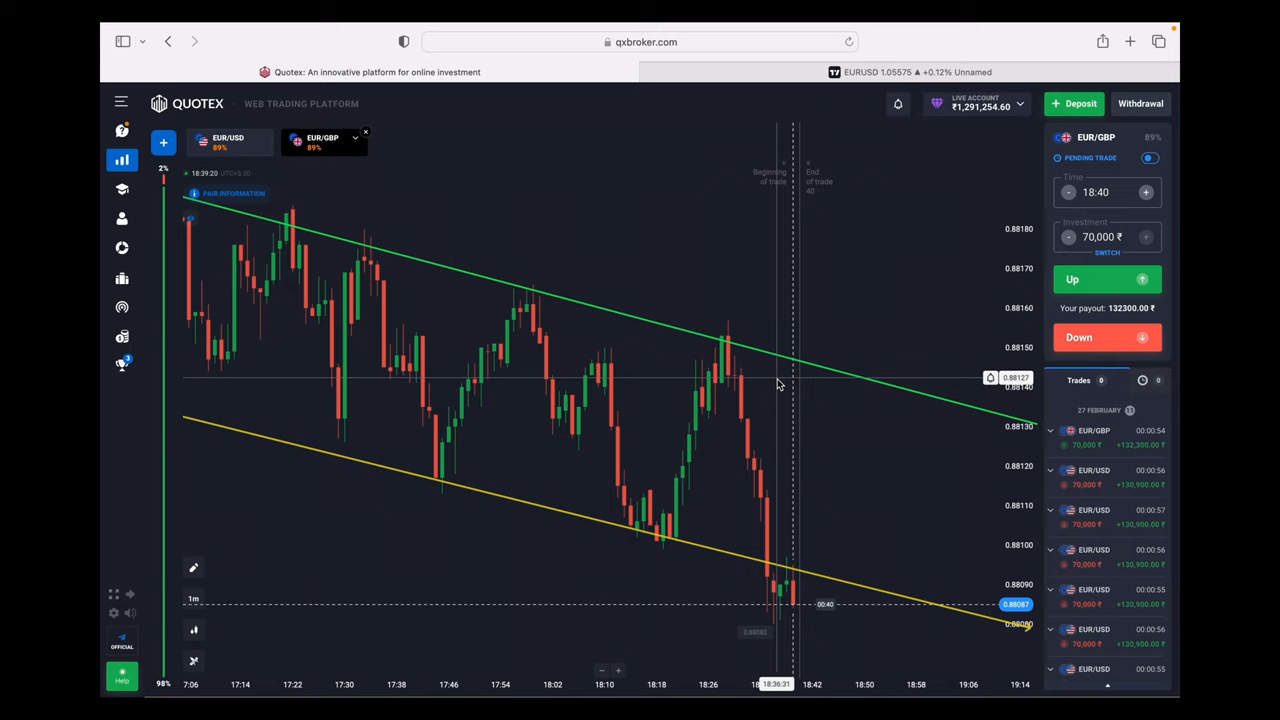 qxbroker.com
Quotex: An innovative platform for online investment
EURUSD 1.05575 ▲ +0.12% Unnamed
QUOTEX
WEB TRADING PLATFORM
LIVE ACCOUNT
₹1,291,254.60
+ Deposit
Withdrawal
EUR/USD
89%
EUR/GBP
89%
2%
18:39:20 UTC+5:30
PAIR INFORMATION
Beginning
of trade
End
of trade
40
0.88180
0.88170
0.88160
0.88150
0.88127
0.88140
0.88130
0.88120
0.88110
0.88100
0.88090
0.88087
0.88080
00:40
0.88082
1m
98%
7:06
17:14
17:22
17:30
17:38
17:46
17:54
18:02
18:10
18:18
18:26
18:36:31
18:42
18:50
18:58
19:06
19:14
3
OFFICIAL
Help
EUR/GBP 89%
PENDING TRADE
Time
- 18:40 +
Investment
- 70,000 ₹ +
SWITCH
Up
Your payout: 132300.00 ₹
Down
Trades 0
0
27 FEBRUARY 11
EUR/GBP 00:00:54
70,000 ₹ +132,300.00 ₹
EUR/USD 00:00:56
70,000 ₹ +130,900.00 ₹
EUR/USD 00:00:57
70,000 ₹ +130,900.00 ₹
EUR/USD 00:00:56
70,000 ₹ +130,900.00 ₹
EUR/USD 00:00:55
70,000 ₹ +130,900.00 ₹
EUR/USD 00:00:56
70,000 ₹ +130,900.00 ₹
EUR/USD 00:00:55